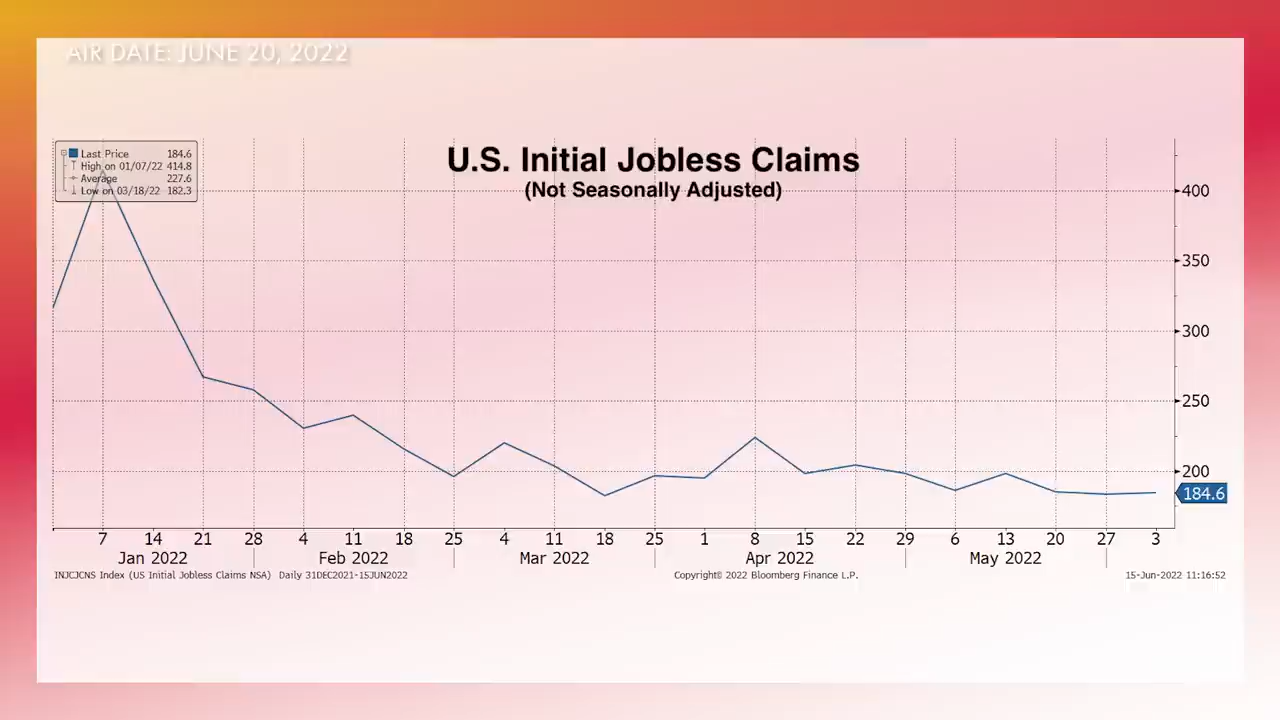 AIR DATE: JUNE 20, 2022
U.S. Initial Jobless Claims
(Not Seasonally Adjusted)
Last Price 184.6
High on 01/07/22 414.8
Average 227.6
Low on 03/18/22 182.3
400
350
300
250
200
184.6
7 14 21 28 4 11 18 25 4 11 18 25 1 8 15 22 29 6 13 20 27 3
Jan 2022 Feb 2022 Mar 2022 Apr 2022 May 2022
INJCJCNS Index (US Initial Jobless Claims NSA) Daily 31DEC2021-15JUN2022 Copyright© 2022 Bloomberg Finance L.P. 15-Jun-2022 11:16:52